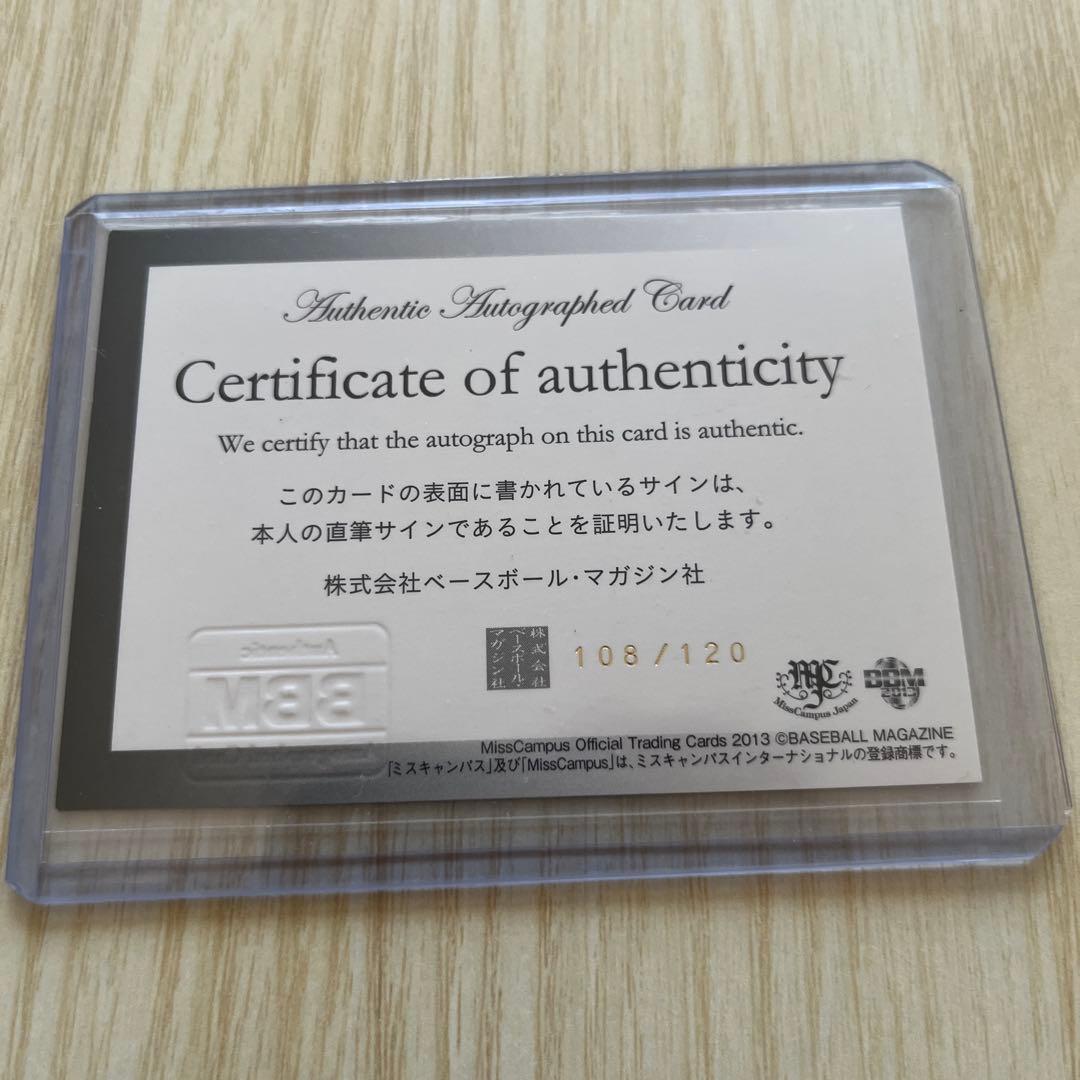 Authentic Autographed Card
Certificate of authenticity
We certify that the autograph on this card is authentic.
このカードの表面に書かれているサインは、
本人の直筆サインであることを証明いたします。
株式会社ベースボール・マガジン社
株式会社
ベースボール・
マガジン社
108/120
Authentic
BBM
MC
MissCampus Japan
BBM
2013
MissCampus Official Trading Cards 2013 ©BASEBALL MAGAZINE
「ミスキャンパス」及び「MissCampus」は、ミスキャンパスインターナショナルの登録商標です。